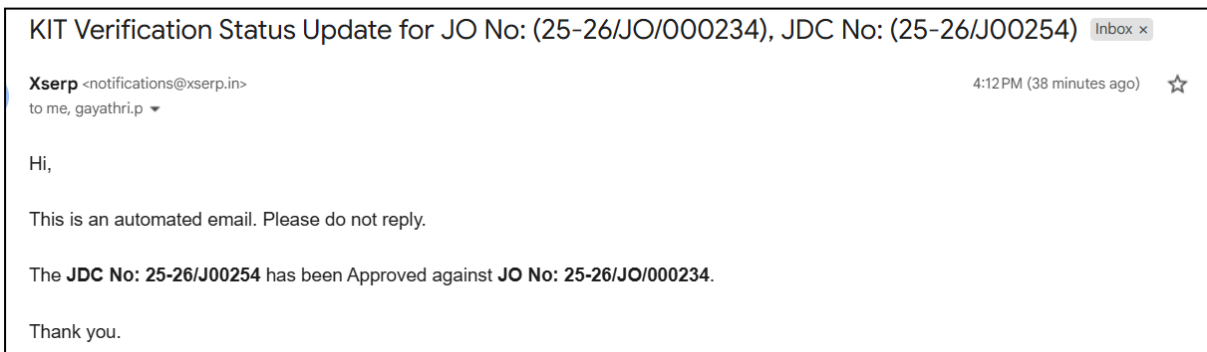 KIT Verification Status Update for JO No: (25-26/JO/000234), JDC No: (25-26/J00254) Inbox ×
Xserp <notifications@xserp.in> 4:12 PM (38 minutes ago)
to me, gayathri.p
Hi,
This is an automated email. Please do not reply.
The JDC No: 25-26/J00254 has been Approved against JO No: 25-26/JO/000234.
Thank you.